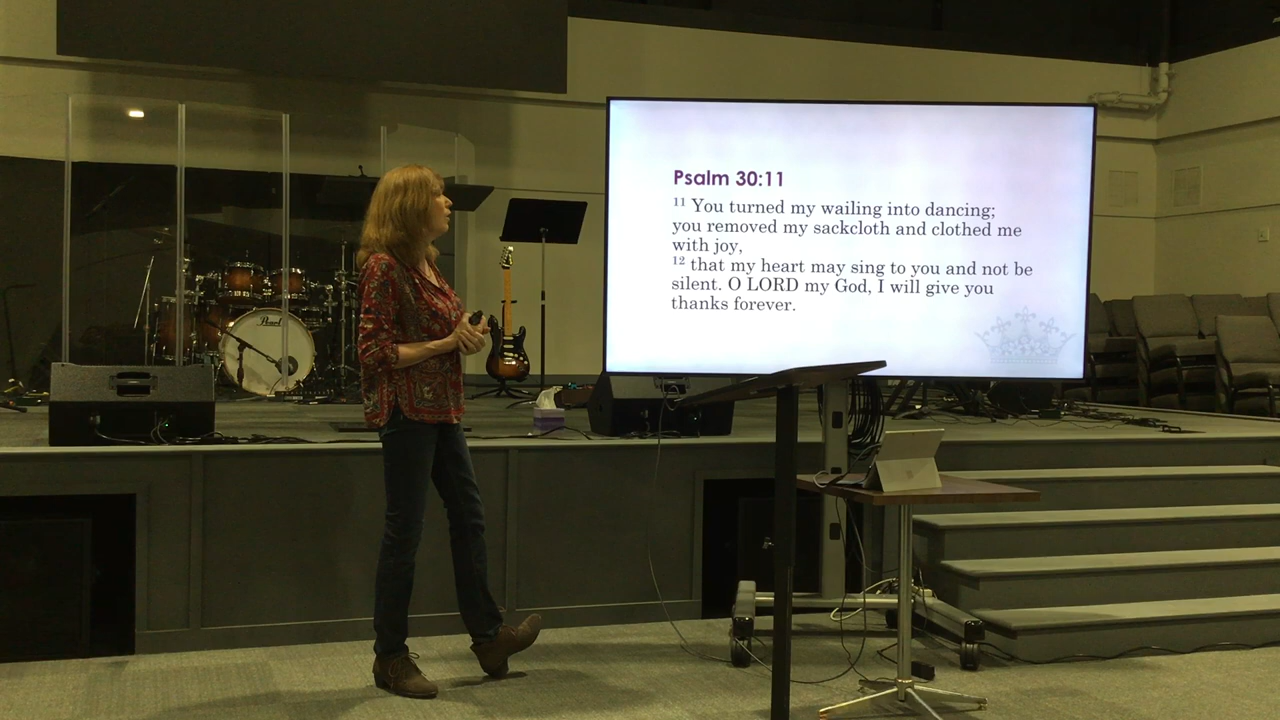 Psalm 30:11
11 You turned my wailing into dancing;
you removed my sackcloth and clothed me
with joy,
12 that my heart may sing to you and not be
silent. O LORD my God, I will give you
thanks forever.
Pearl